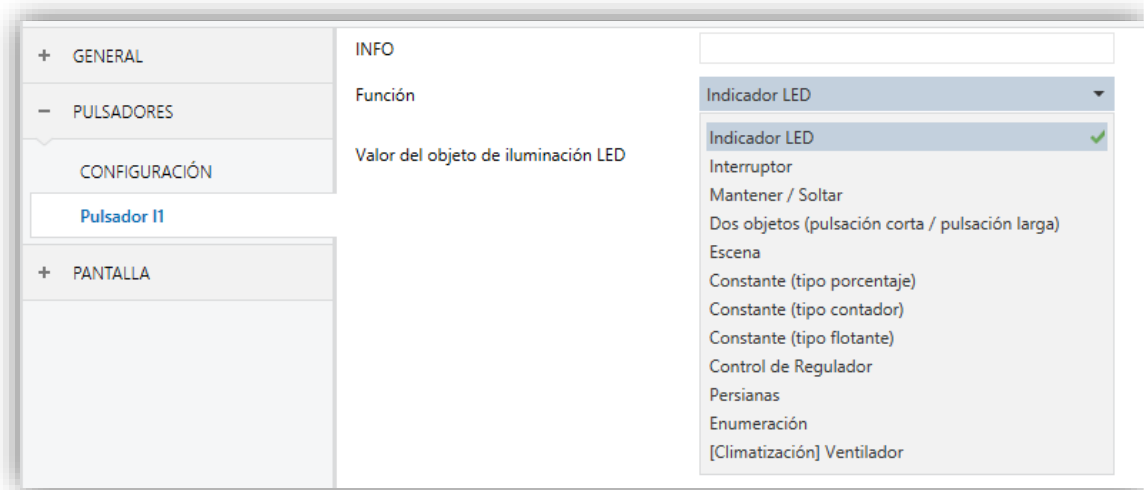 + GENERAL
− PULSADORES
CONFIGURACIÓN
Pulsador I1
+ PANTALLA
INFO
Función
Indicador LED
Valor del objeto de iluminación LED
Indicador LED
Interruptor
Mantener / Soltar
Dos objetos (pulsación corta / pulsación larga)
Escena
Constante (tipo porcentaje)
Constante (tipo contador)
Constante (tipo flotante)
Control de Regulador
Persianas
Enumeración
[Climatización] Ventilador